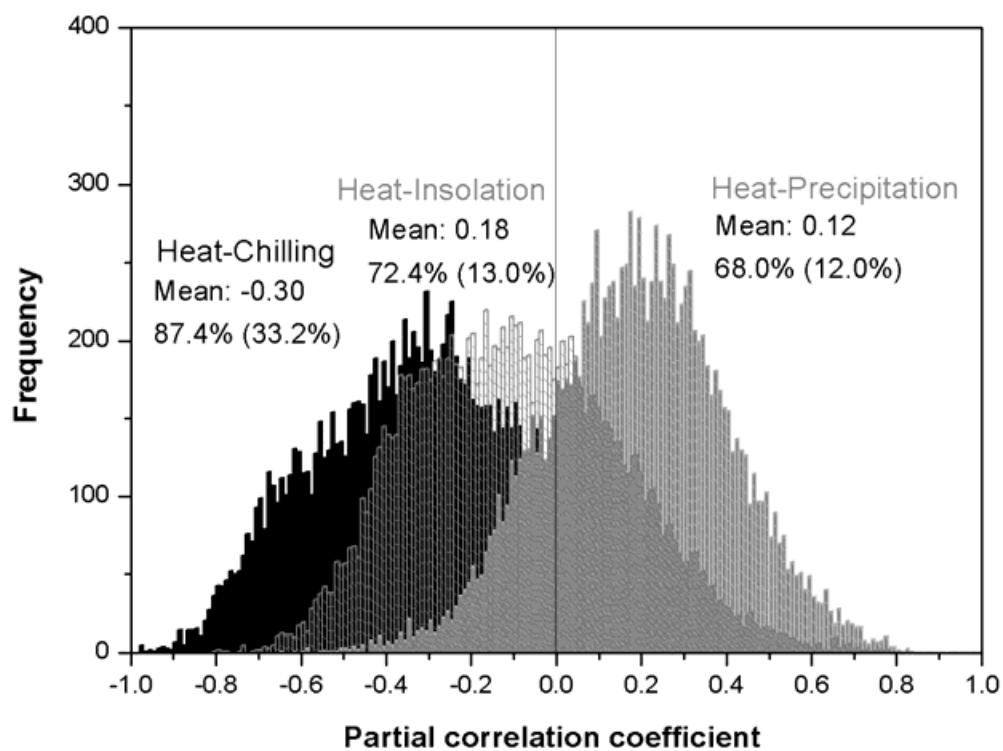 400
300
200
100
0
Frequency
Heat-Chilling
Mean: -0.30
87.4% (33.2%)
Heat-Insolation
Mean: 0.18
72.4% (13.0%)
Heat-Precipitation
Mean: 0.12
68.0% (12.0%)
-1.0 -0.8 -0.6 -0.4 -0.2 0.0 0.2 0.4 0.6 0.8 1.0
Partial correlation coefficient